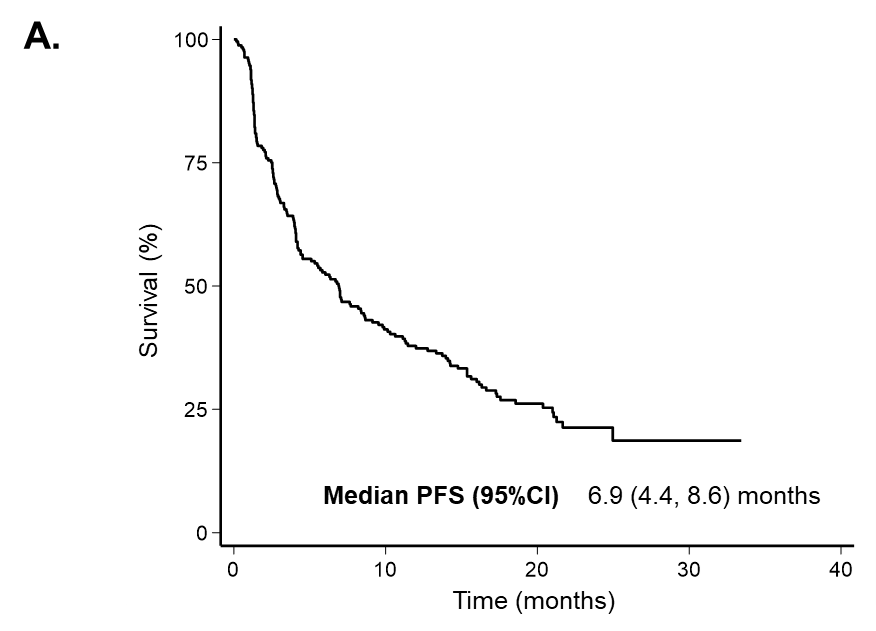 A.
100
75
50
25
0
Survival (%)
Median PFS (95%CI) 6.9 (4.4, 8.6) months
0 10 20 30 40
Time (months)